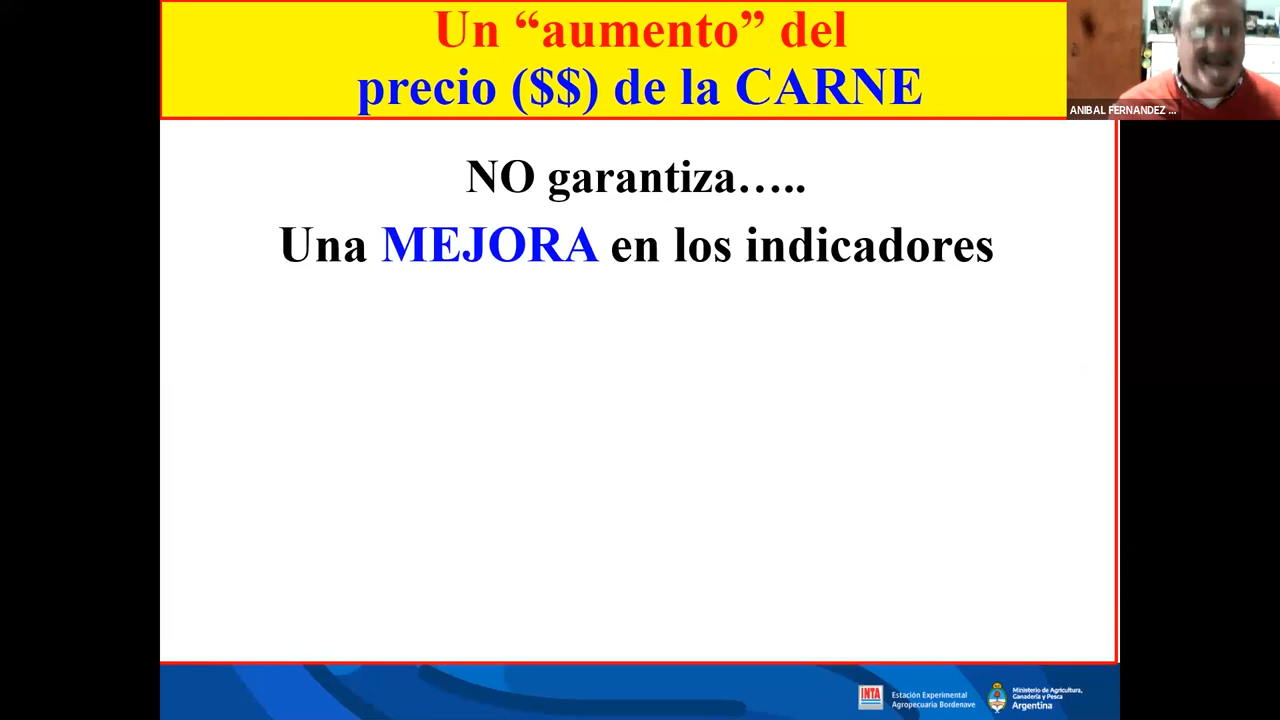 Un “aumento” del
precio ($$) de la CARNE
ANIBAL FERNANDEZ ...
NO garantiza…..
Una MEJORA en los indicadores
INTA
Estación Experimental
Agropecuaria Bordenave
Ministerio de Agricultura,
Ganadería y Pesca
Argentina